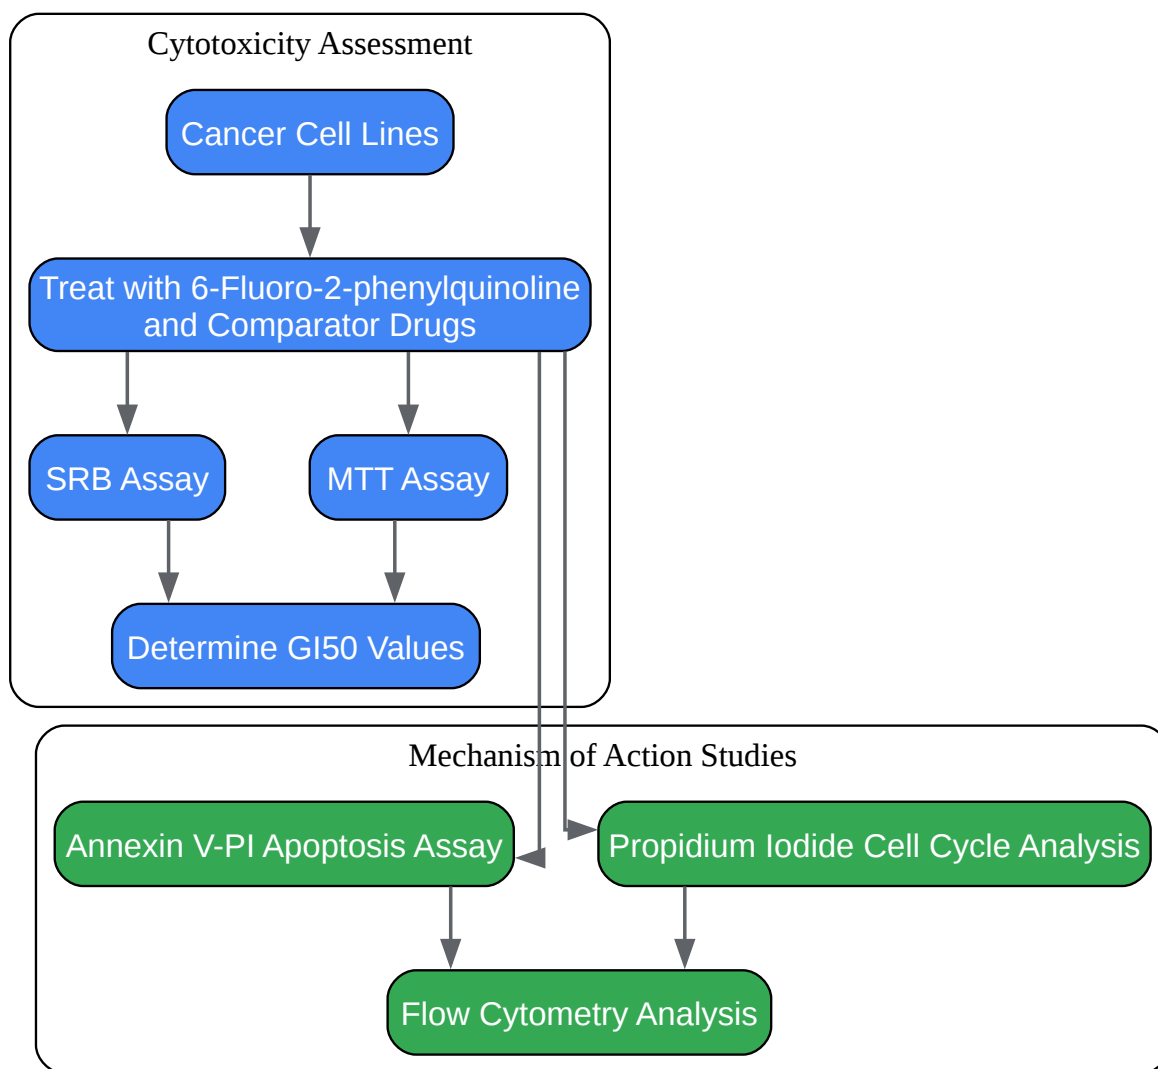 Cytotoxicity Assessment
Cancer Cell Lines
Treat with 6-Fluoro-2-phenylquinoline
and Comparator Drugs
SRB Assay
MTT Assay
Determine GI50 Values
Mechanism of Action Studies
Annexin V-PI Apoptosis Assay
Propidium Iodide Cell Cycle Analysis
Flow Cytometry Analysis